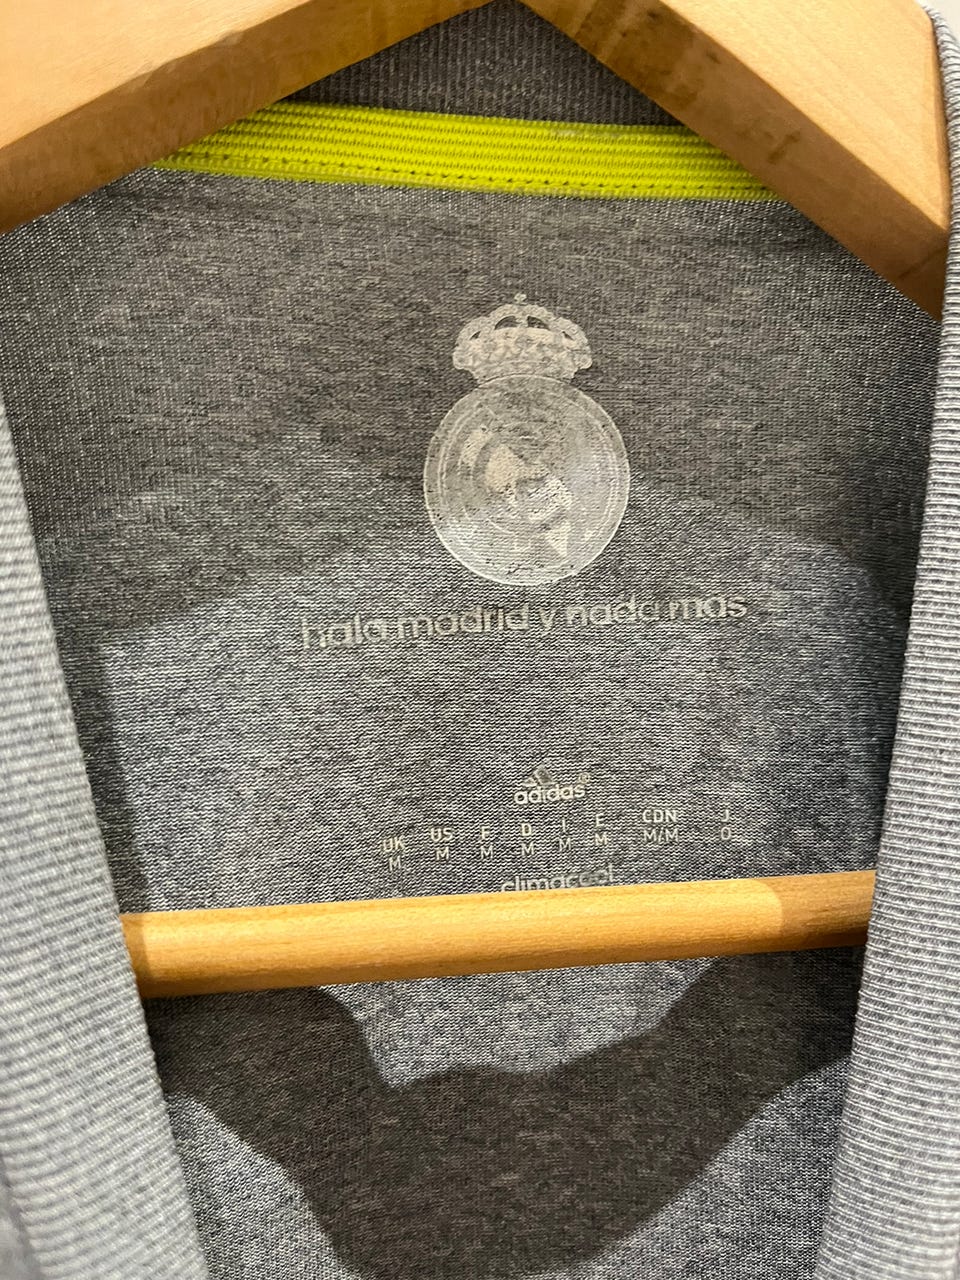 hala madrid y nada mas
adidas®
UK US F D I E CDN J
M M M M M M M/M O
climacool